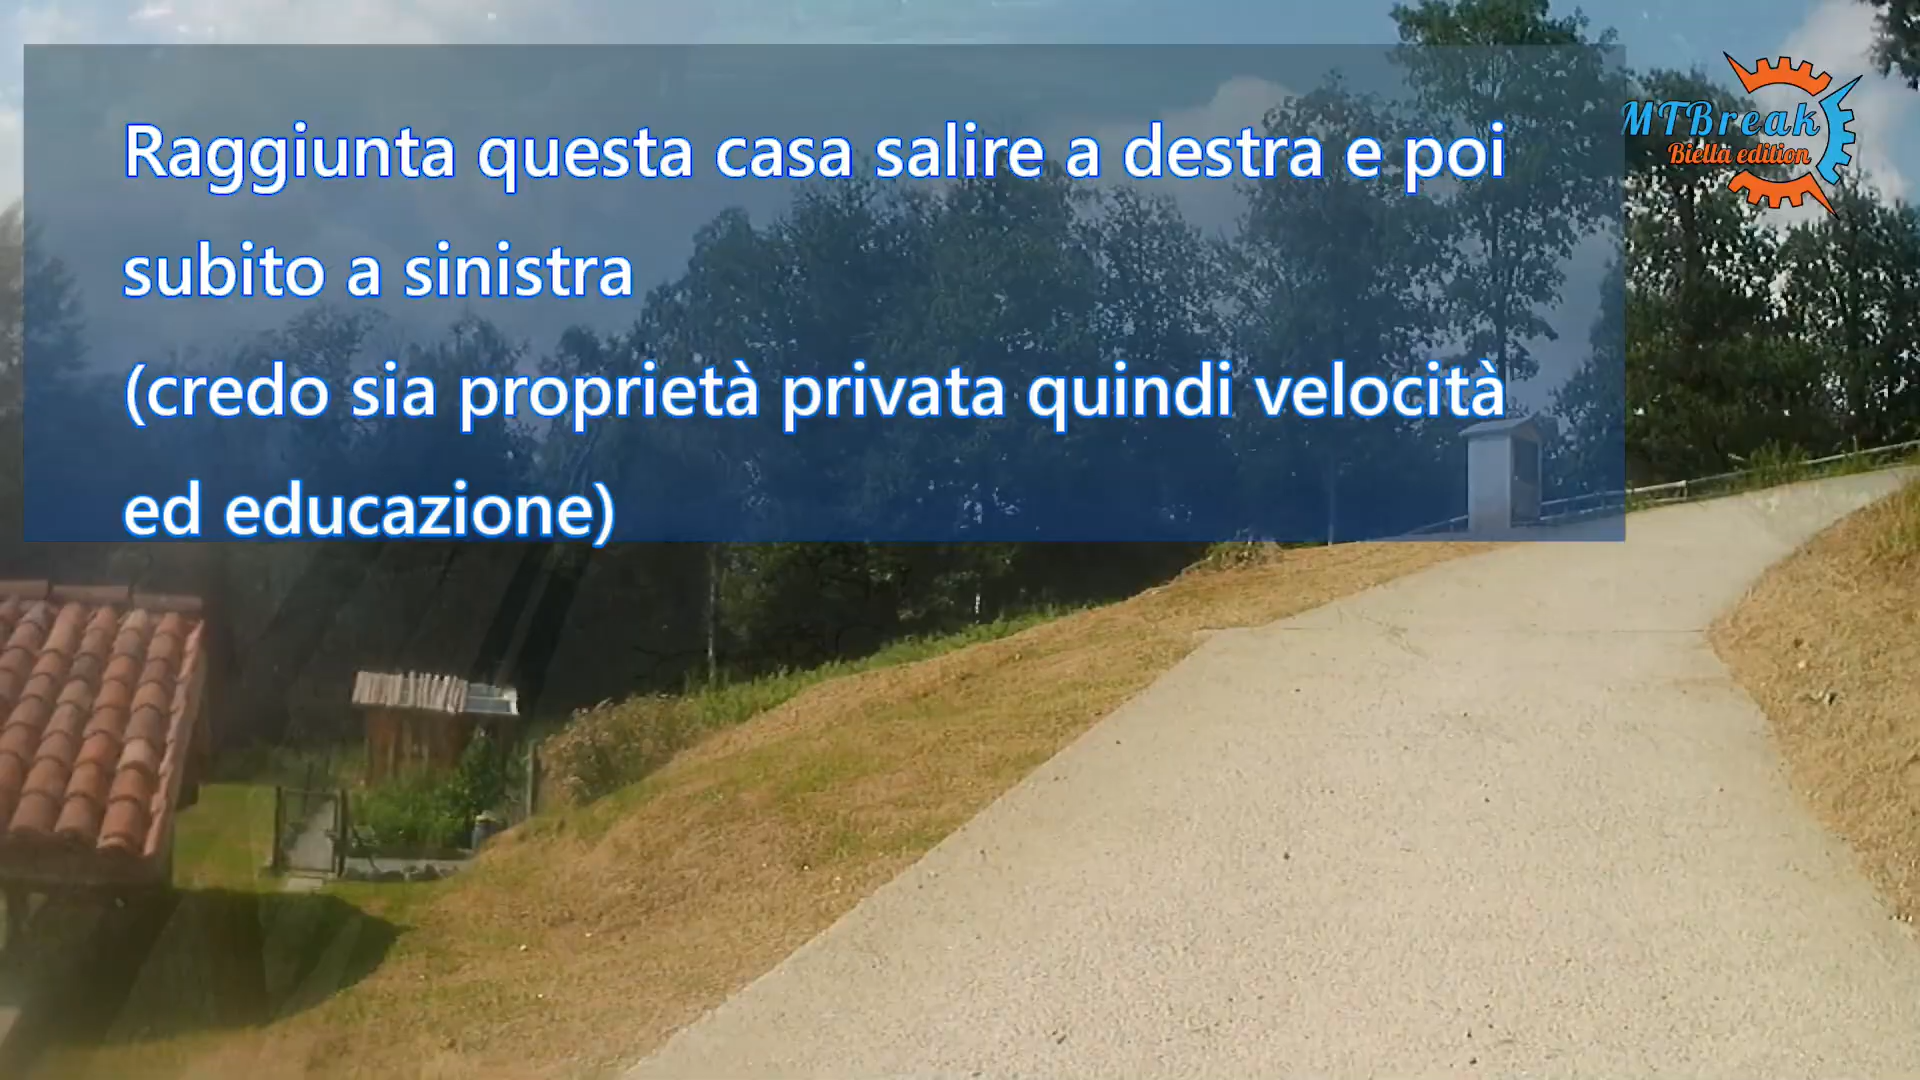 Raggiunta questa casa salire a destra e poi
subito a sinistra
(credo sia proprietà privata quindi velocità
ed educazione)
MTBreak
Biella edition